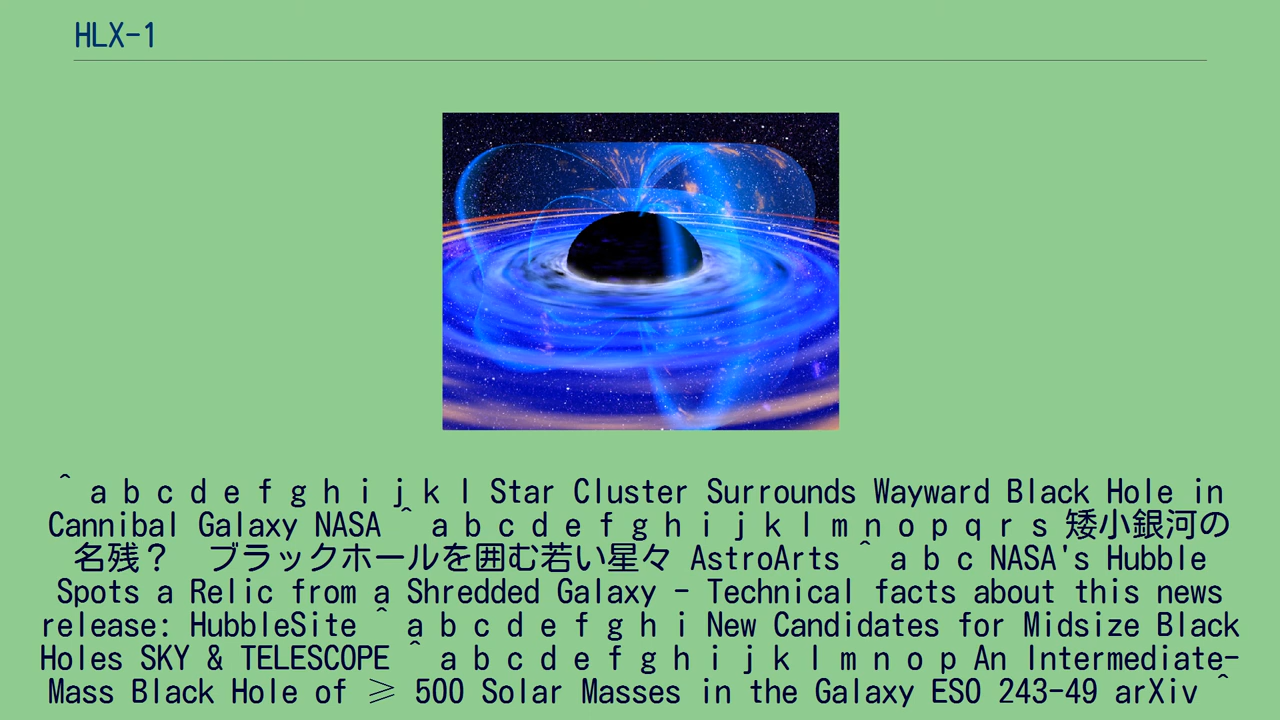 HLX-1
^ a b c d e f g h i j k l Star Cluster Surrounds Wayward Black Hole in
Cannibal Galaxy NASA ^ a b c d e f g h i j k l m n o p q r s 矮小銀河の
名残？　ブラックホールを囲む若い星々 AstroArts ^ a b c NASA's Hubble
Spots a Relic from a Shredded Galaxy - Technical facts about this news
release: HubbleSite ^ a b c d e f g h i New Candidates for Midsize Black
Holes SKY & TELESCOPE ^ a b c d e f g h i j k l m n o p An Intermediate-
Mass Black Hole of ≥ 500 Solar Masses in the Galaxy ESO 243-49 arXiv ^